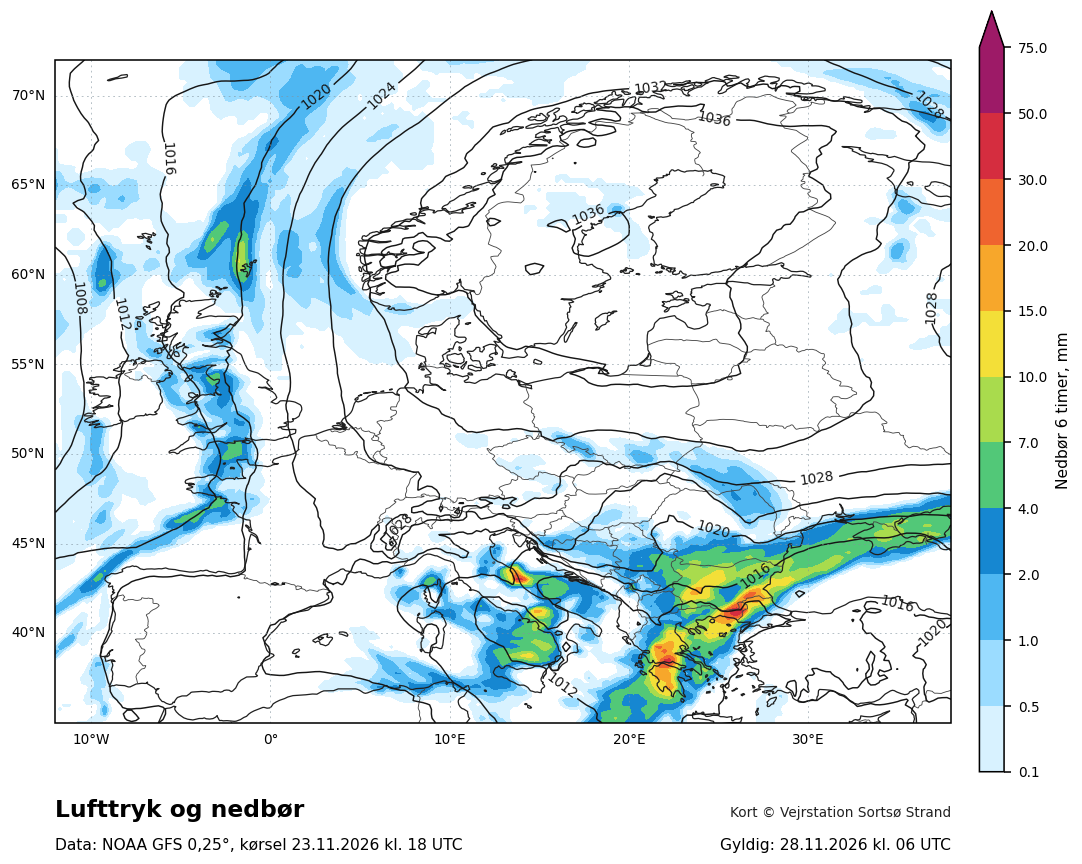 75.0
50.0
30.0
20.0
15.0
10.0
7.0
4.0
2.0
1.0
0.5
0.1
Nedbør 6 timer, mm
70°N
65°N
60°N
55°N
50°N
45°N
40°N
10°W
0°
10°E
20°E
30°E
1020
1024
1032
1036
1028
1016
1036
1008
1012
1028
1028
1028
1020
1016
1016
1020
1012
Lufttryk og nedbør
Kort © Vejrstation Sortsø Strand
Data: NOAA GFS 0,25°, kørsel 23.11.2026 kl. 18 UTC
Gyldig: 28.11.2026 kl. 06 UTC